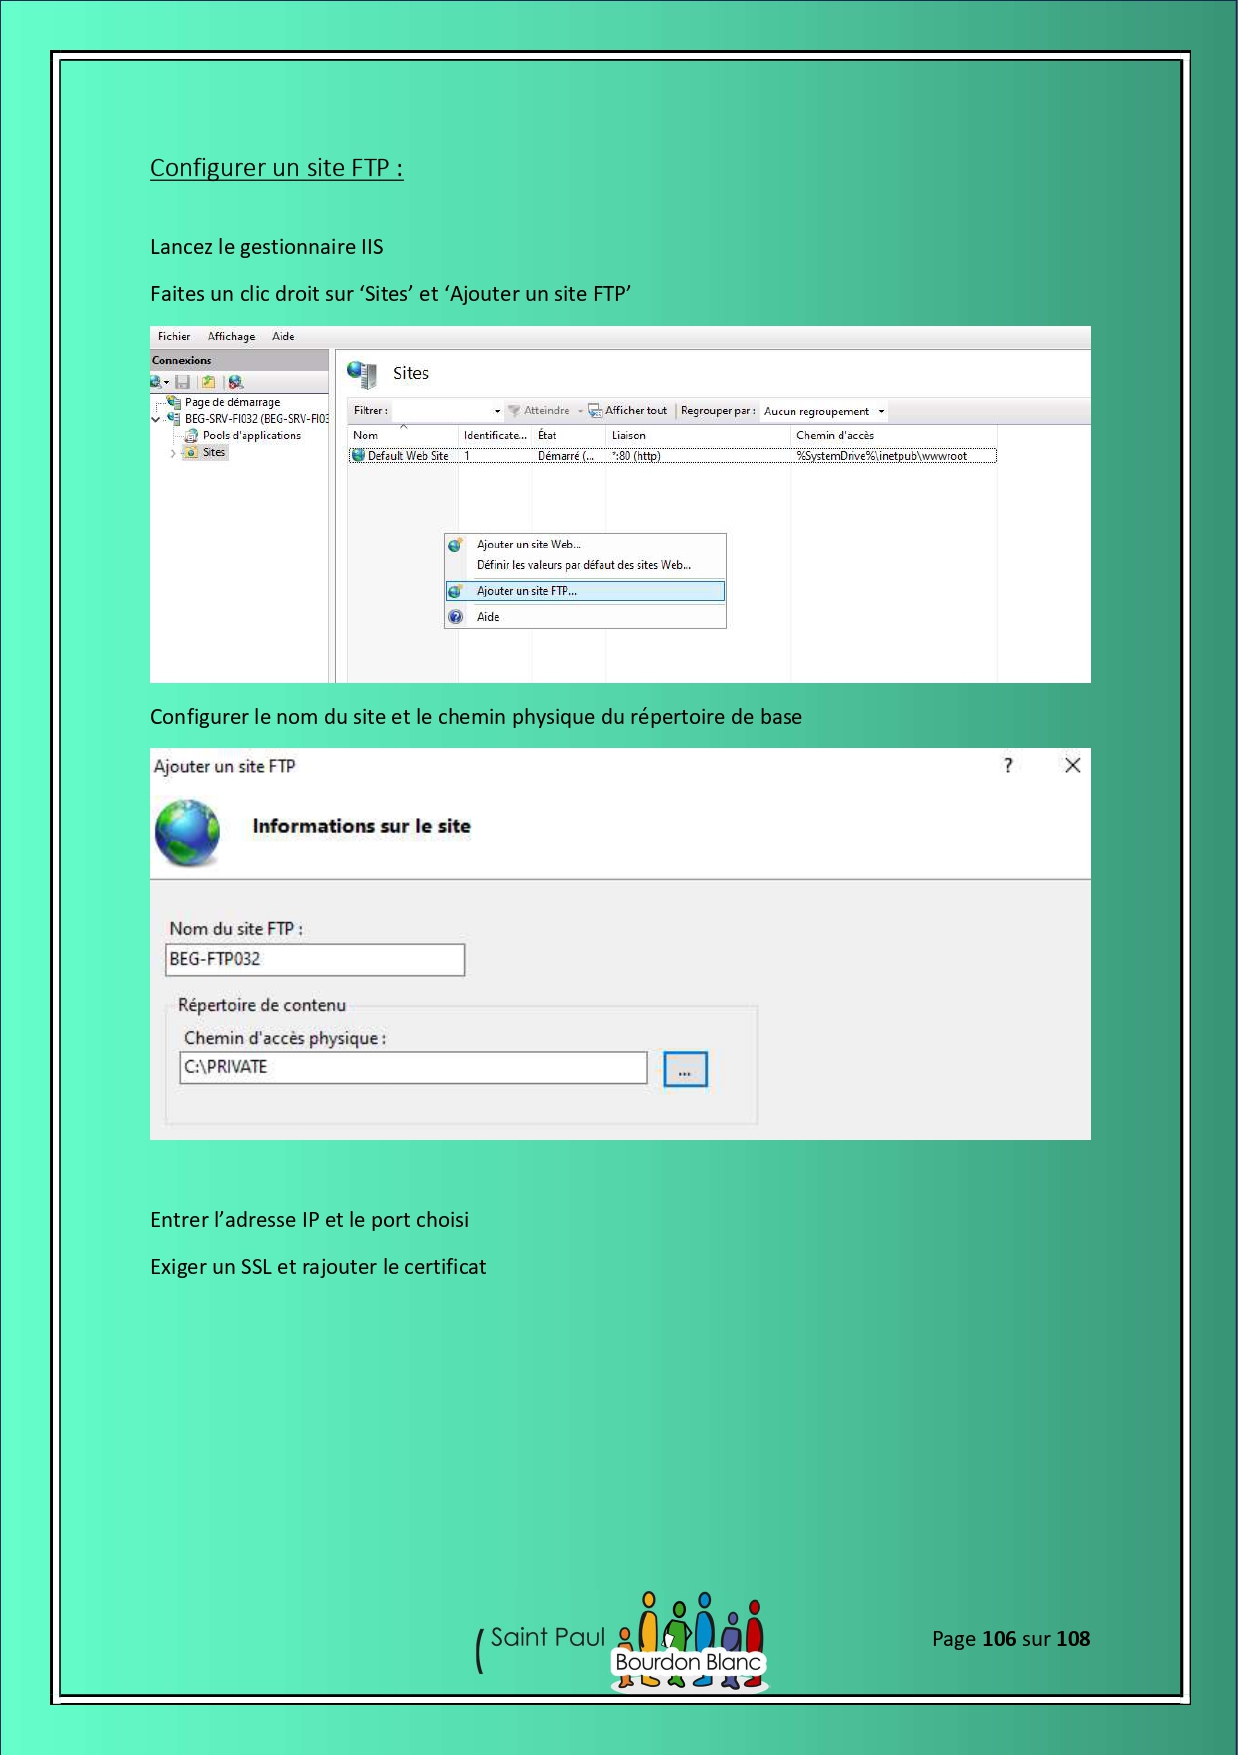 Configurer un site FTP :
Lancez le gestionnaire IIS
Faites un clic droit sur ‘Sites’ et ‘Ajouter un site FTP’
Fichier Affichage Aide
Connexions
Page de démarrage
BEG-SRV-FI032 (BEG-SRV-FI03
Pools d'applications
Sites
Sites
Filtrer : Atteindre Afficher tout Regrouper par : Aucun regroupement
Nom Identificate... État Liaison Chemin d'accès
Default Web Site 1 Démarré (... *:80 (http) %SystemDrive%\inetpub\wwwroot
Ajouter un site Web...
Définir les valeurs par défaut des sites Web...
Ajouter un site FTP...
Aide
Configurer le nom du site et le chemin physique du répertoire de base
Ajouter un site FTP ?
Informations sur le site
Nom du site FTP :
BEG-FTP032
Répertoire de contenu
Chemin d'accès physique :
C:\PRIVATE
...
Entrer l’adresse IP et le port choisi
Exiger un SSL et rajouter le certificat
Saint Paul
Bourdon Blanc
Page 106 sur 108